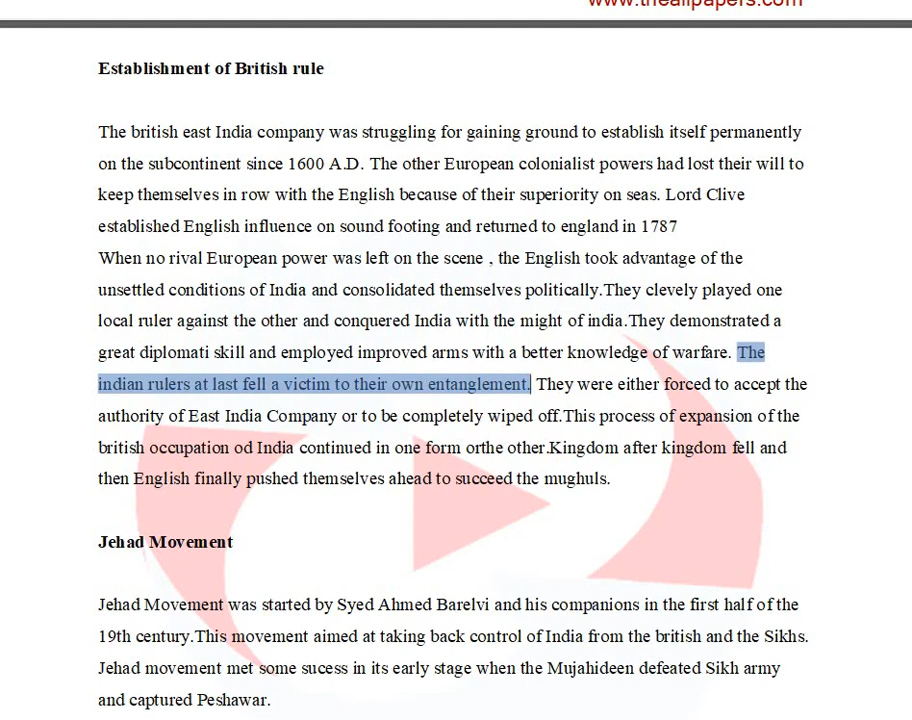 www.theallpapers.com
Establishment of British rule
The british east India company was struggling for gaining ground to establish itself permanently
on the subcontinent since 1600 A.D. The other European colonialist powers had lost their will to
keep themselves in row with the English because of their superiority on seas. Lord Clive
established English influence on sound footing and returned to england in 1787
When no rival European power was left on the scene , the English took advantage of the
unsettled conditions of India and consolidated themselves politically.They clevely played one
local ruler against the other and conquered India with the might of india.They demonstrated a
great diplomati skill and employed improved arms with a better knowledge of warfare. The
indian rulers at last fell a victim to their own entanglement. They were either forced to accept the
authority of East India Company or to be completely wiped off.This process of expansion of the
british occupation od India continued in one form orthe other.Kingdom after kingdom fell and
then English finally pushed themselves ahead to succeed the mughuls.
Jehad Movement
Jehad Movement was started by Syed Ahmed Barelvi and his companions in the first half of the
19th century.This movement aimed at taking back control of India from the british and the Sikhs.
Jehad movement met some sucess in its early stage when the Mujahideen defeated Sikh army
and captured Peshawar.